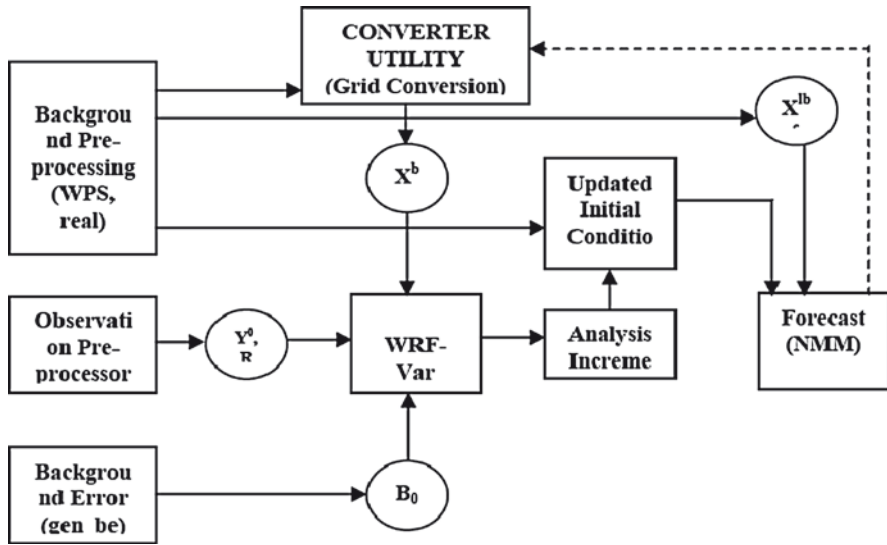 CONVERTER
UTILITY
(Grid Conversion)
Backgrou
nd Pre-
processing
(WPS,
real)
X^b
X^lb
Updated
Initial
Conditio
Observati
on Pre-
processor
Y^0,
R
WRF-
Var
Analysis
Increme
Forecast
(NMM)
Backgrou
nd Error
(gen_be)
B_0